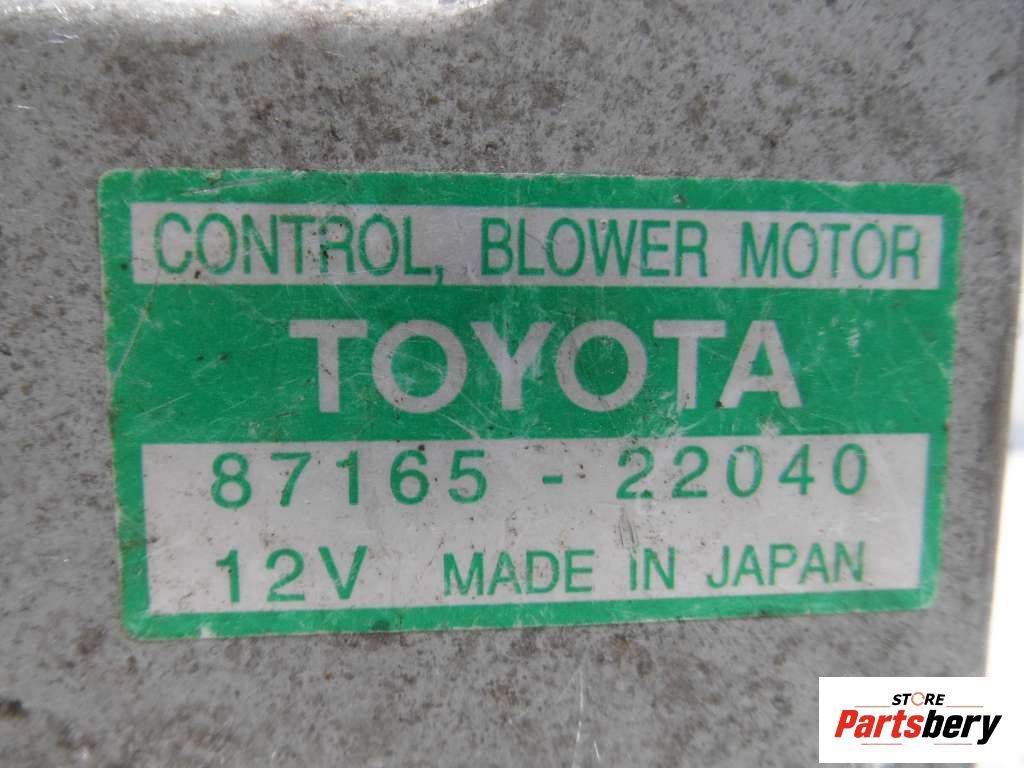 CONTROL, BLOWER MOTOR
TOYOTA
87165 - 22040
12V MADE IN JAPAN
STORE
Partsbery